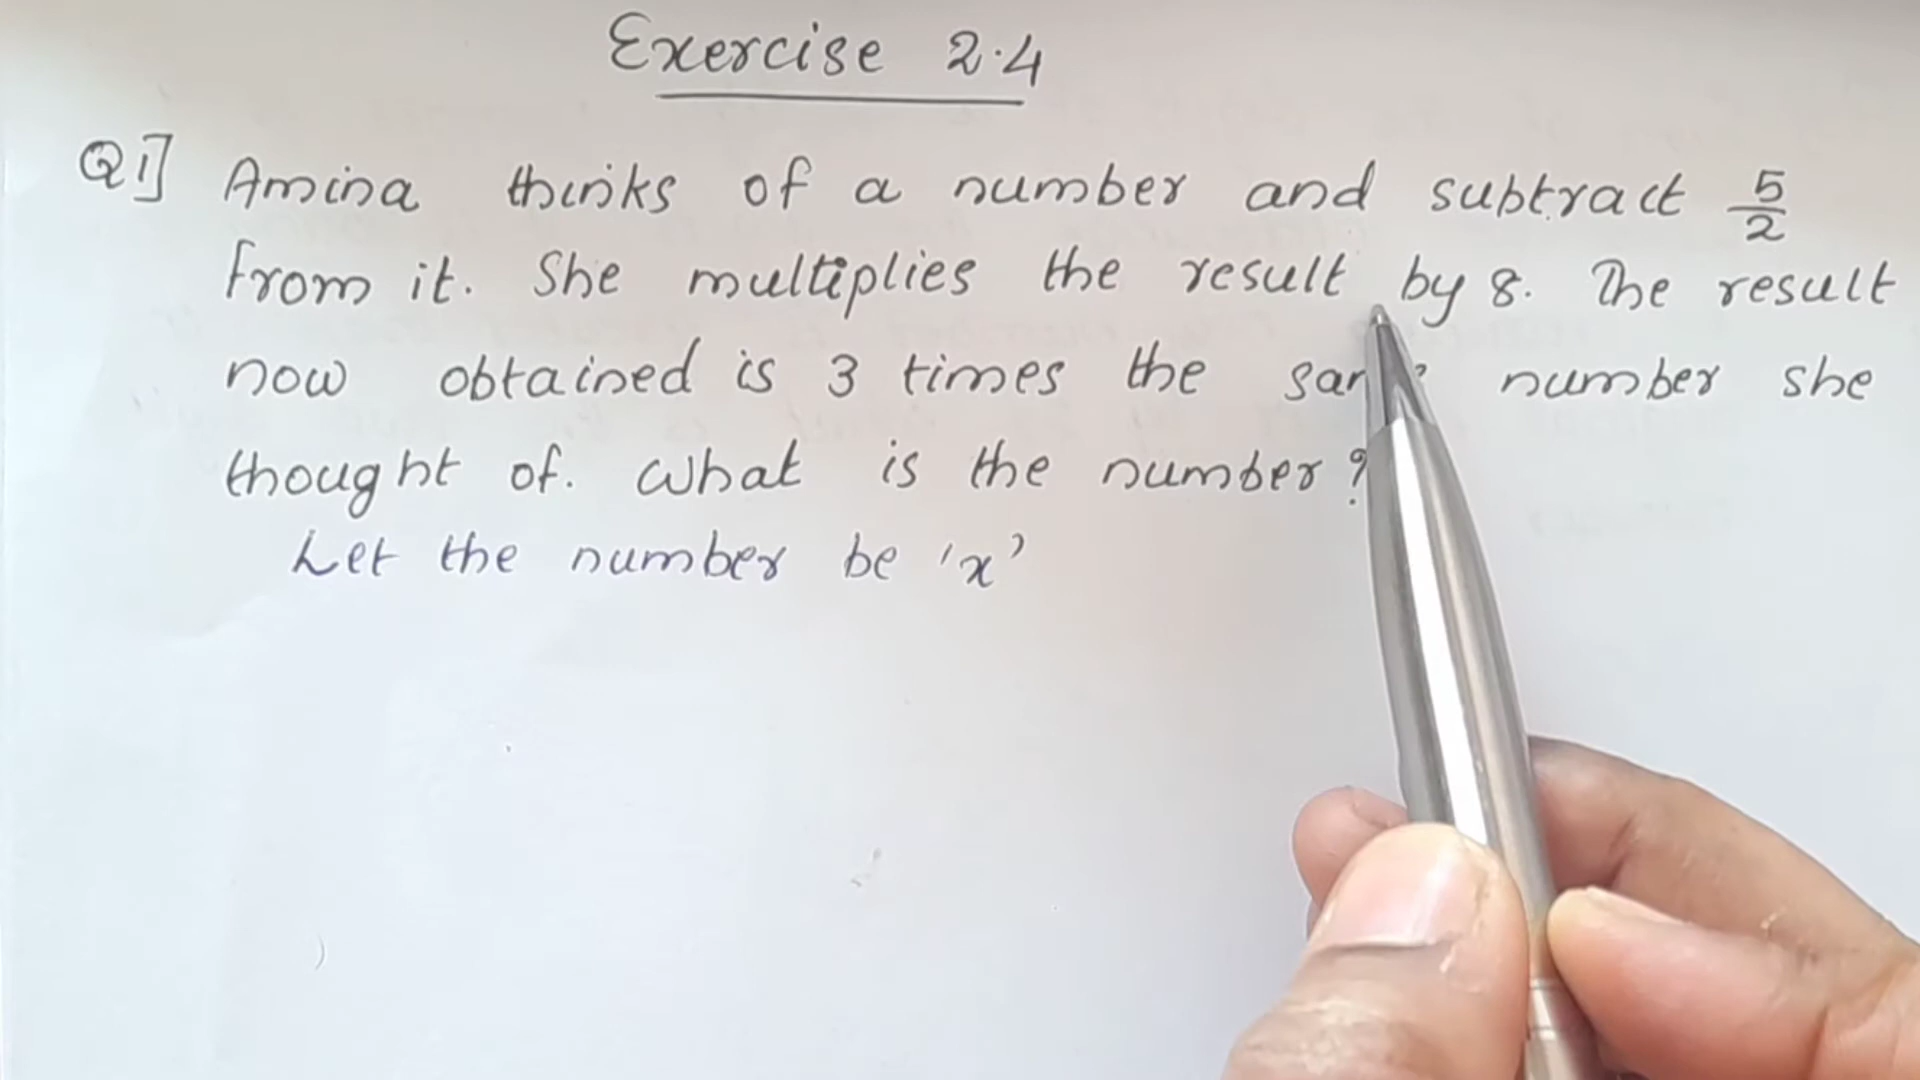 Exercise 2.4
Q1] Amina thinks of a number and subtract 5/2
from it. She multiplies the result by 8. The result
now obtained is 3 times the number she
thought of. What is the number?
Let the number be 'x'